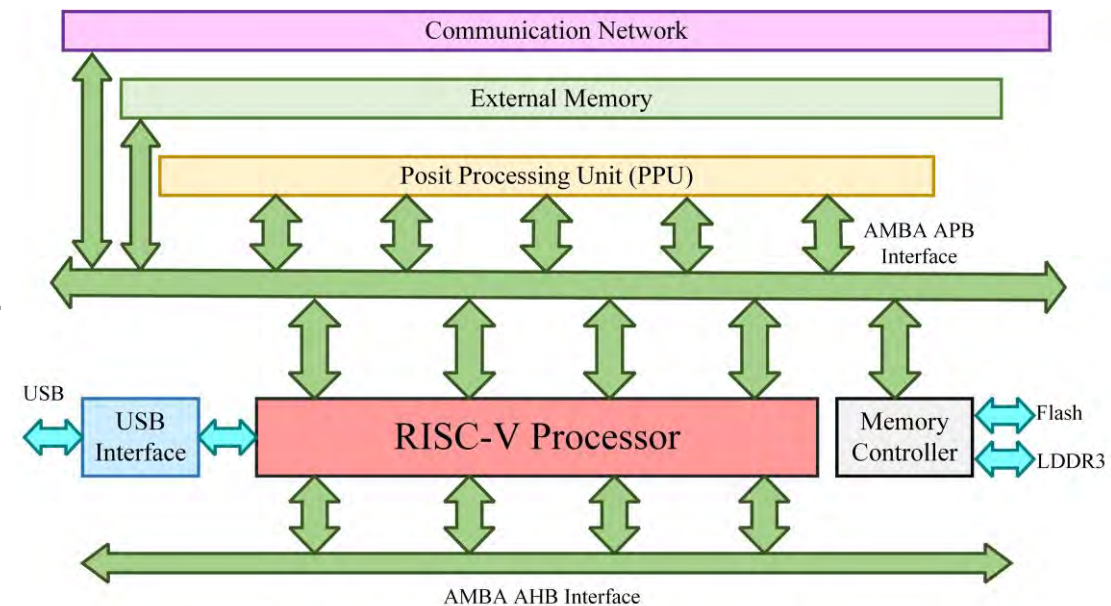 Communication Network
External Memory
Posit Processing Unit (PPU)
AMBA APB
Interface
USB
USB
Interface
RISC-V Processor
Memory
Controller
Flash
LDDR3
AMBA AHB Interface